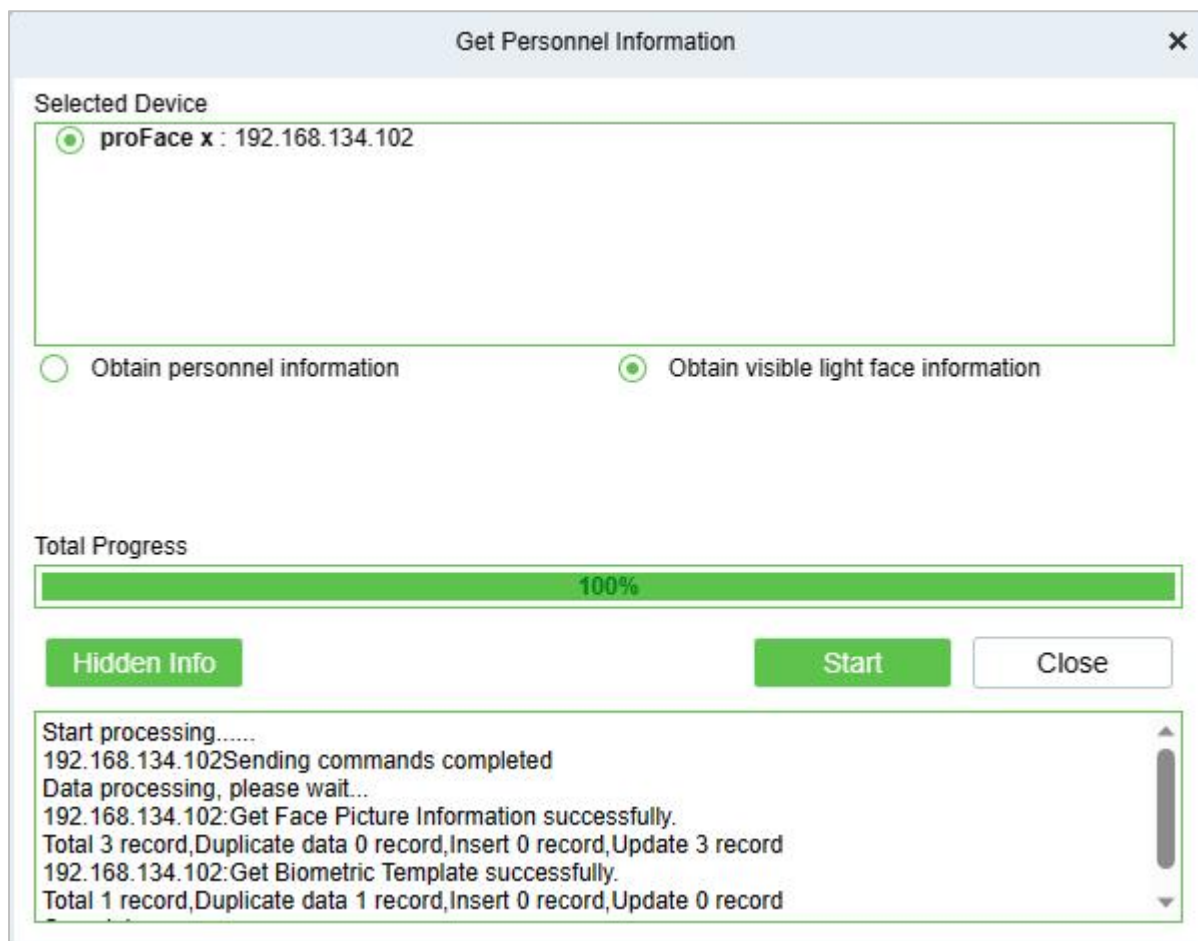 Get Personnel Information
Selected Device
proFace x : 192.168.134.102
Obtain personnel information
Obtain visible light face information
Total Progress
100%
Hidden Info
Start
Close
Start processing......
192.168.134.102Sending commands completed
Data processing, please wait...
192.168.134.102:Get Face Picture Information successfully.
Total 3 record,Duplicate data 0 record,Insert 0 record,Update 3 record
192.168.134.102:Get Biometric Template successfully.
Total 1 record,Duplicate data 1 record,Insert 0 record,Update 0 record